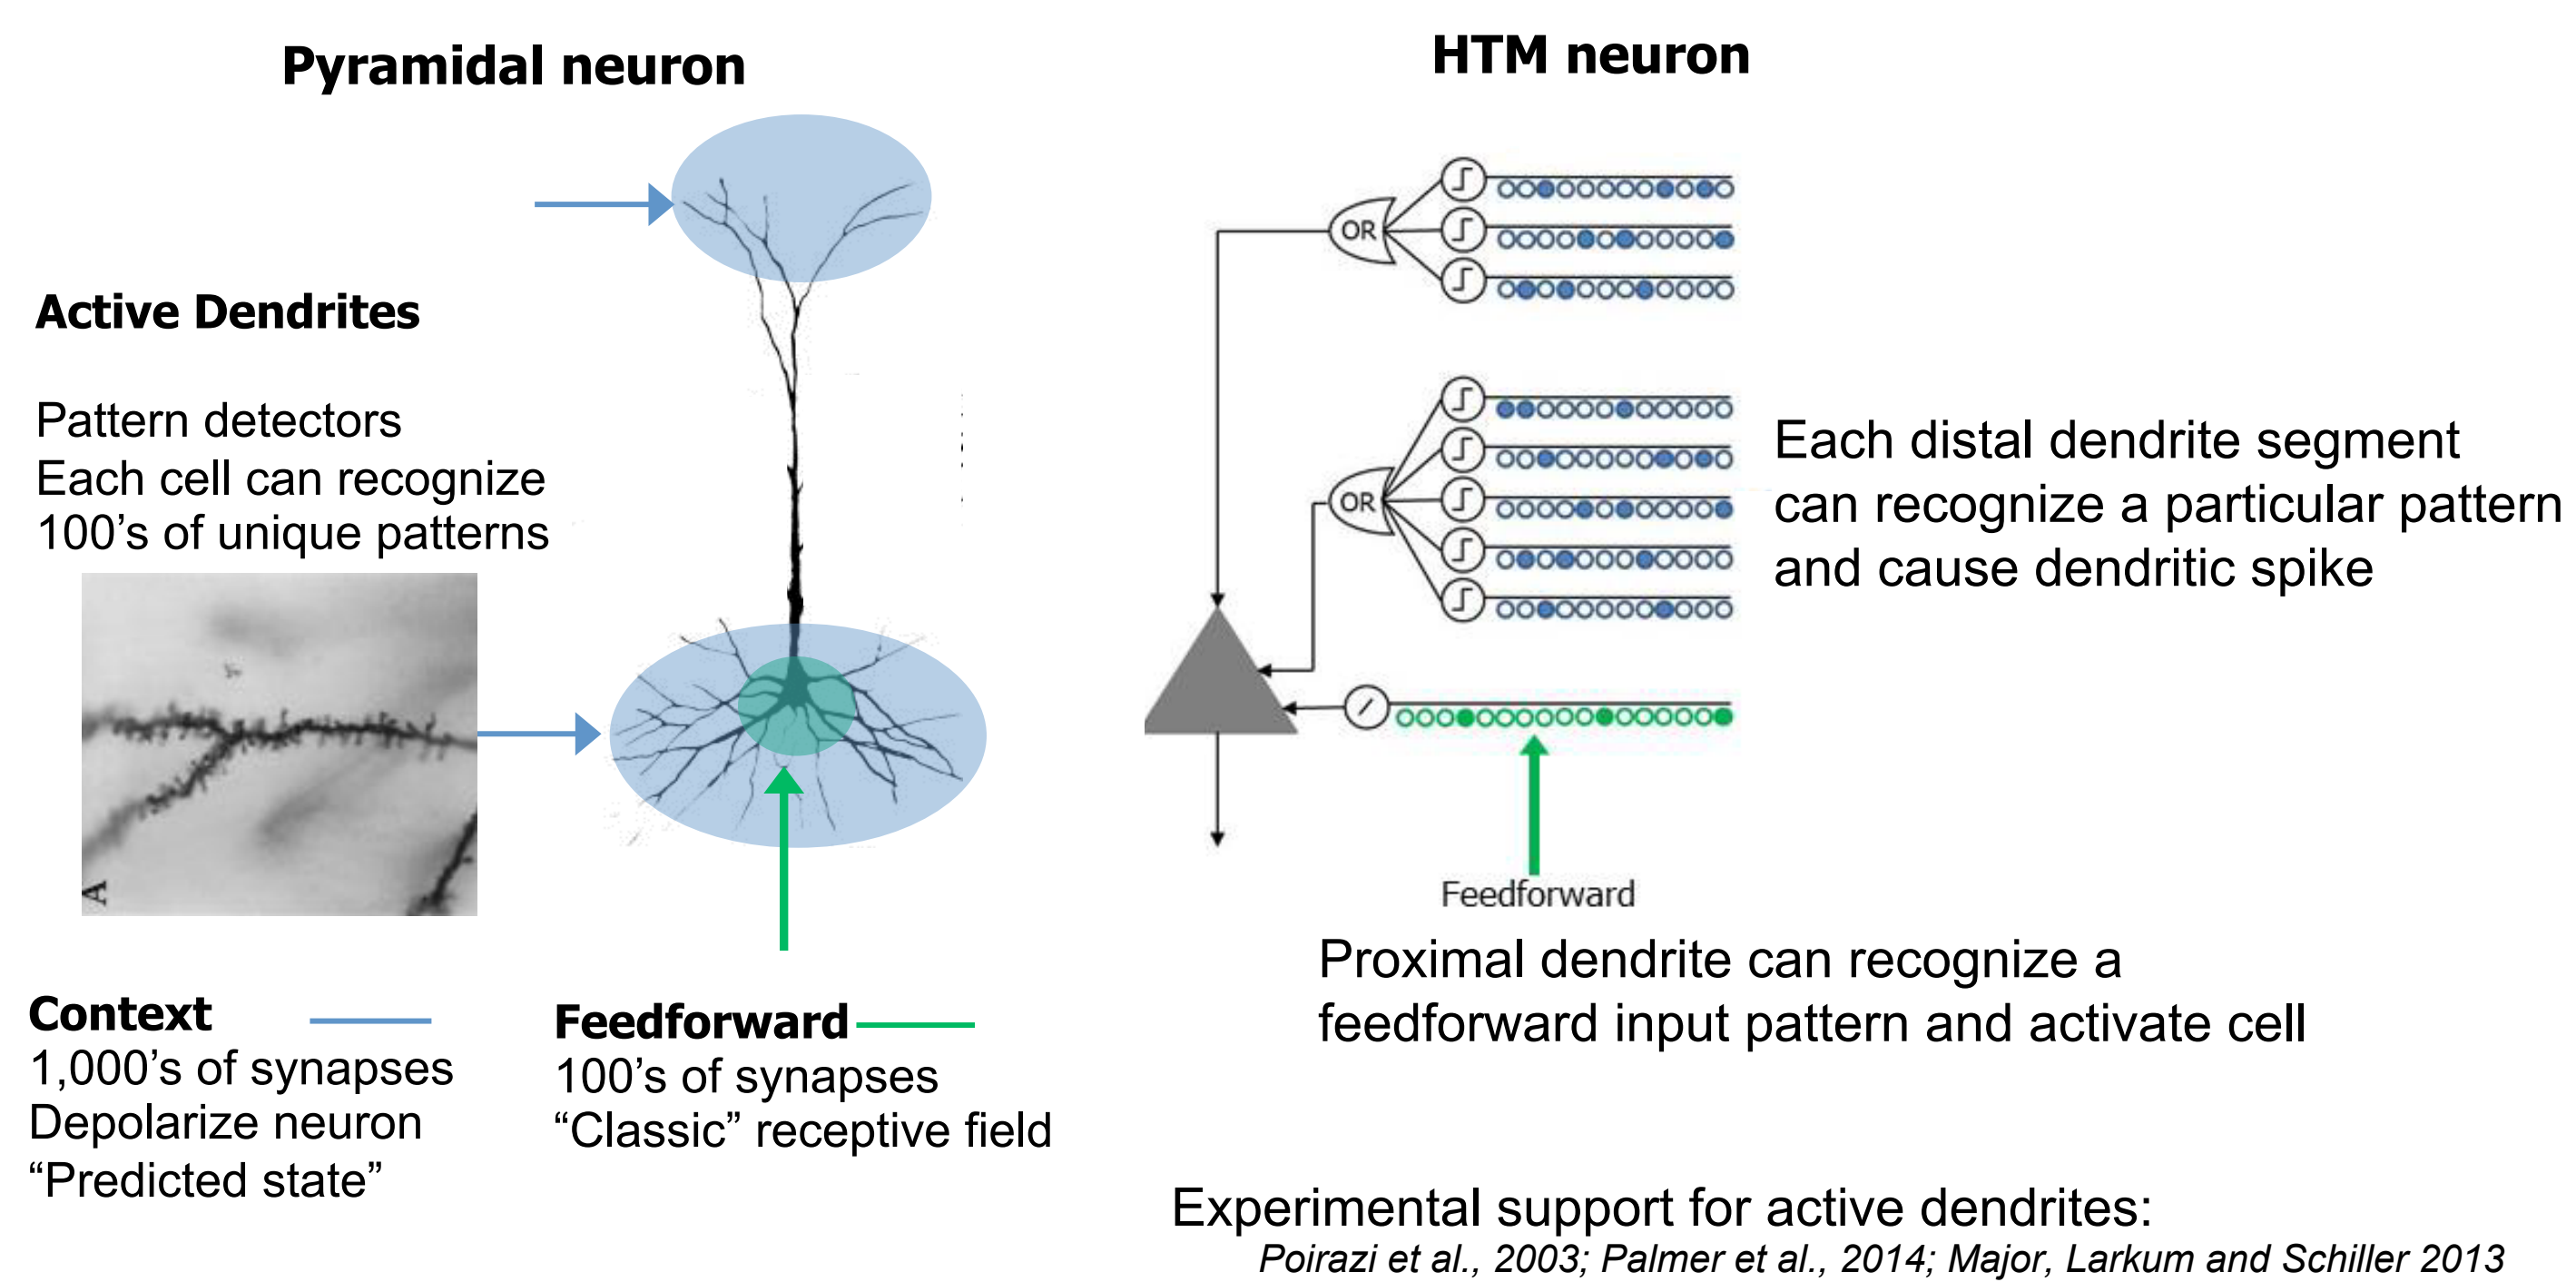 Pyramidal neuron
Active Dendrites
Pattern detectors
Each cell can recognize
100’s of unique patterns
A
Context
1,000’s of synapses
Depolarize neuron
“Predicted state”
Feedforward
100’s of synapses
“Classic” receptive field
HTM neuron
OR
OR
Each distal dendrite segment
can recognize a particular pattern
and cause dendritic spike
Feedforward
Proximal dendrite can recognize a
feedforward input pattern and activate cell
Experimental support for active dendrites:
Poirazi et al., 2003; Palmer et al., 2014; Major, Larkum and Schiller 2013